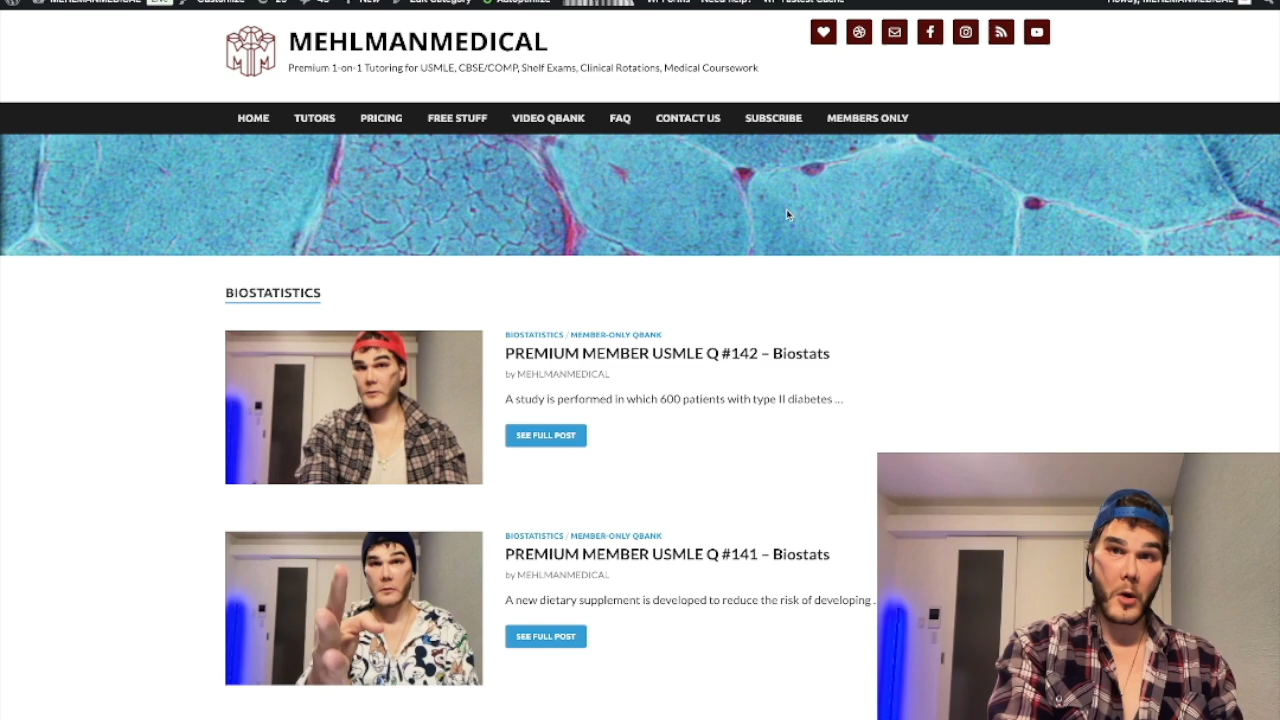 MEHLMANMEDICAL
Premium 1-on-1 Tutoring for USMLE, CBSE/COMP, Shelf Exams, Clinical Rotations, Medical Coursework
HOME TUTORS PRICING FREE STUFF VIDEO QBANK FAQ CONTACT US SUBSCRIBE MEMBERS ONLY
BIOSTATISTICS
BIOSTATISTICS / MEMBER-ONLY QBANK
PREMIUM MEMBER USMLE Q #142 – Biostats
by MEHLMANMEDICAL
A study is performed in which 600 patients with type II diabetes ...
SEE FULL POST
BIOSTATISTICS / MEMBER-ONLY QBANK
PREMIUM MEMBER USMLE Q #141 – Biostats
by MEHLMANMEDICAL
A new dietary supplement is developed to reduce the risk of developing .
SEE FULL POST